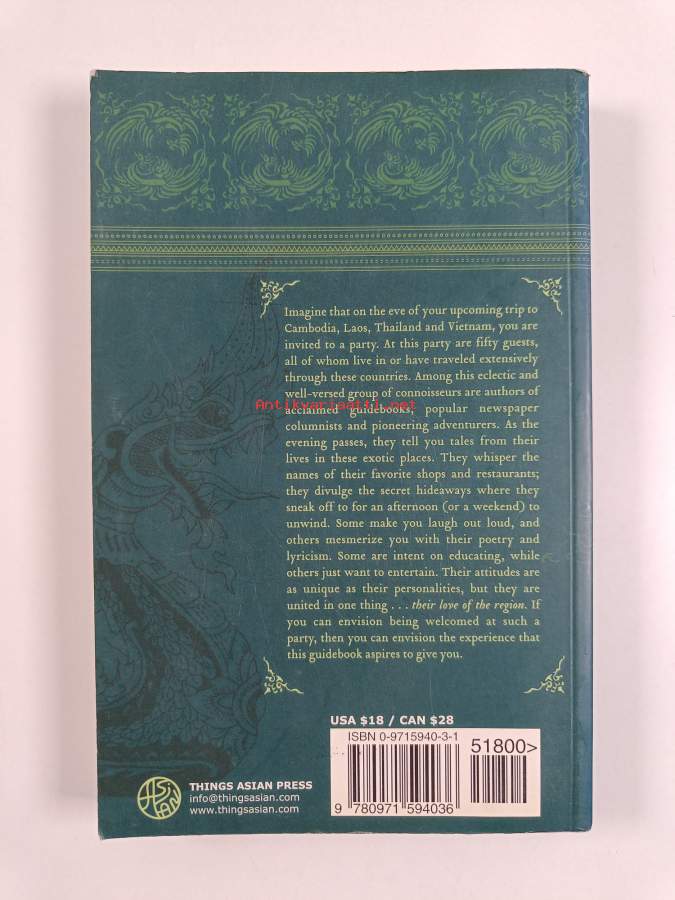 Imagine that on the eve of your upcoming trip to
Cambodia, Laos, Thailand and Vietnam, you are
invited to a party. At this party are fifty guests,
all of whom live in or have traveled extensively
through these countries. Among this eclectic and
well-versed group of connoisseurs are authors of
Antikvariaatti.net
acclaimed guidebooks, popular newspaper
columnists and pioneering adventurers. As the
evening passes, they tell you tales from their
lives in these exotic places. They whisper the
names of their favorite shops and restaurants;
they divulge the secret hideaways where they
sneak off to for an afternoon (or a weekend) to
unwind. Some make you laugh out loud, and
others mesmerize you with their poetry and
lyricism. Some are intent on educating, while
others just want to entertain. Their attitudes are
as unique as their personalities, but they are
united in one thing . . . their love of the region. If
you can envision being welcomed at such a
party, then you can envision the experience that
this guidebook aspires to give you.
USA $18 / CAN $28
ISBN 0-9715940-3-1
51800>
9 780971 594036
ASIAN
THINGS ASIAN PRESS
info@thingsasian.com
www.thingsasian.com